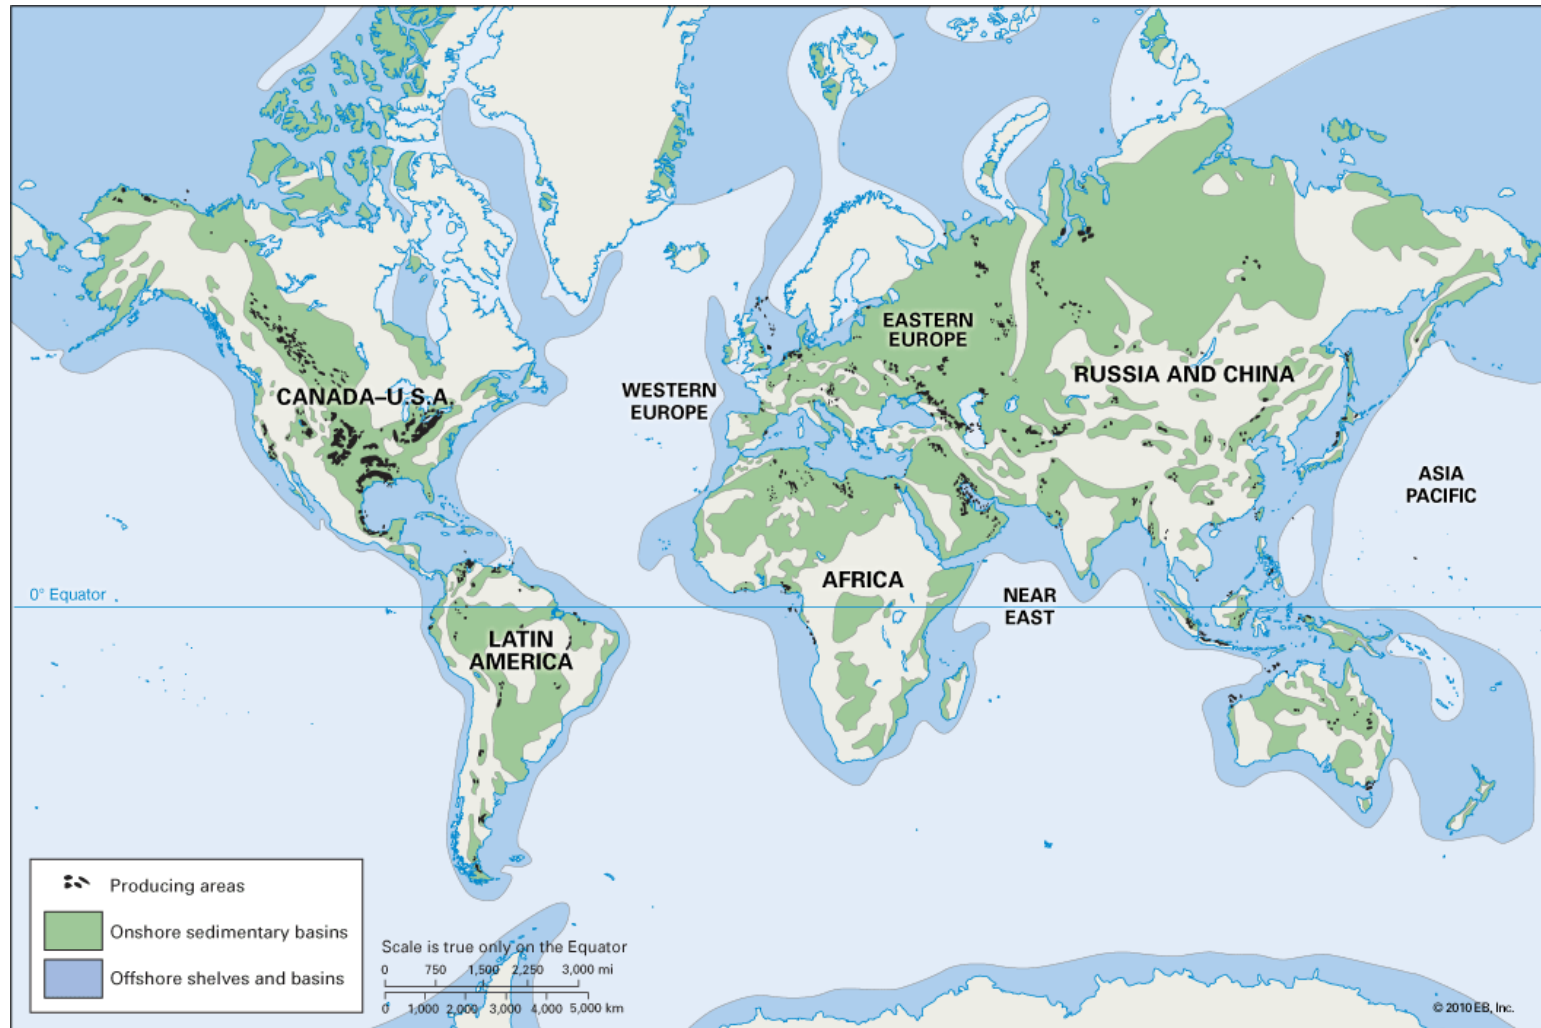 EASTERN
EUROPE
RUSSIA AND CHINA
CANADA–U.S.A.
WESTERN
EUROPE
ASIA
PACIFIC
AFRICA
NEAR
EAST
0° Equator
LATIN
AMERICA
Producing areas
Onshore sedimentary basins
Offshore shelves and basins
Scale is true only on the Equator
0 750 1,500 2,250 3,000 mi
0 1,000 2,000 3,000 4,000 5,000 km
© 2010 EB, Inc.